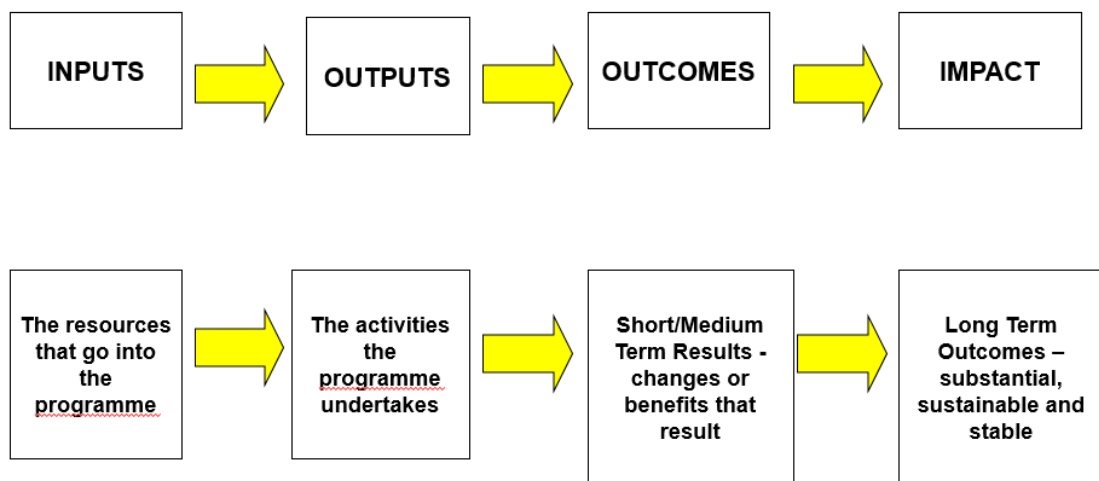 INPUTS
OUTPUTS
OUTCOMES
IMPACT
The resources
that go into
the
programme
The activities
the
programme
undertakes
Short/Medium
Term Results -
changes or
benefits that
result
Long Term
Outcomes –
substantial,
sustainable and
stable